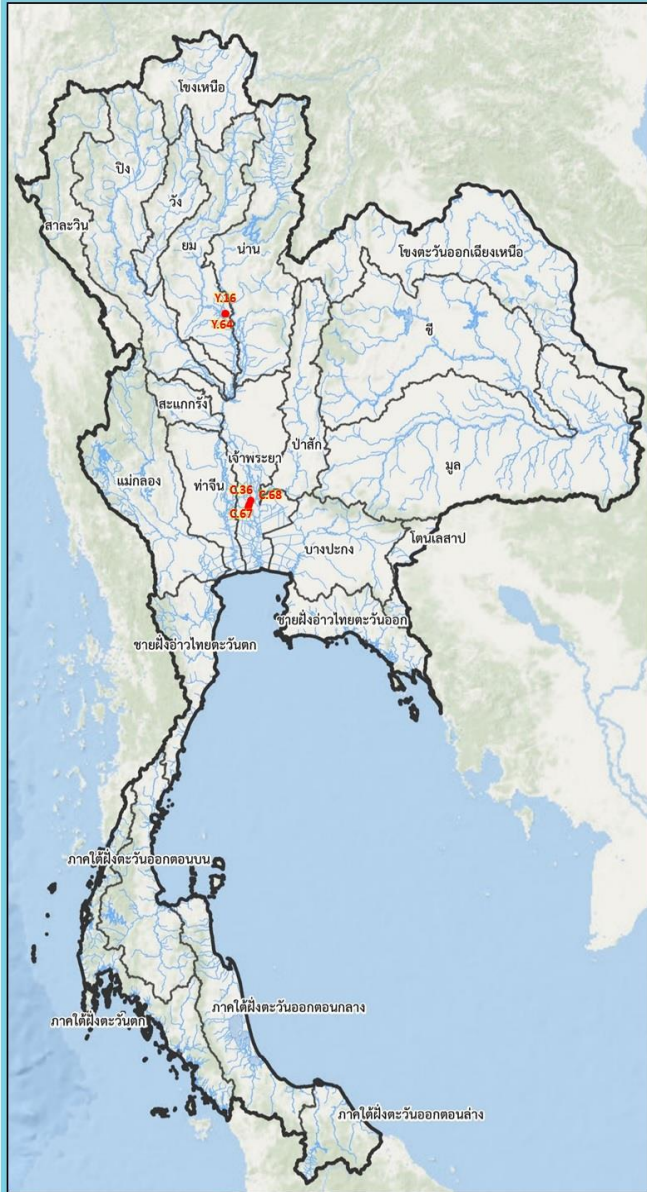 โขงเหนือ
ปิง
วัง
สาละวิน
ยม
น่าน
โขงตะวันออกเฉียงเหนือ
Y.16
Y.64
ชี
สะแกกรัง
ป่าสัก
เจ้าพระยา
มูล
แม่กลอง
ท่าจีน
C.36
C.68
C.67
บางปะกง
โตนเลสาป
ชายฝั่งอ่าวไทยตะวันออก
ชายฝั่งอ่าวไทยตะวันตก
ภาคใต้ฝั่งตะวันออกตอนบน
ภาคใต้ฝั่งตะวันออกตอนกลาง
ภาคใต้ฝั่งตะวันตก
ภาคใต้ฝั่งตะวันออกตอนล่าง